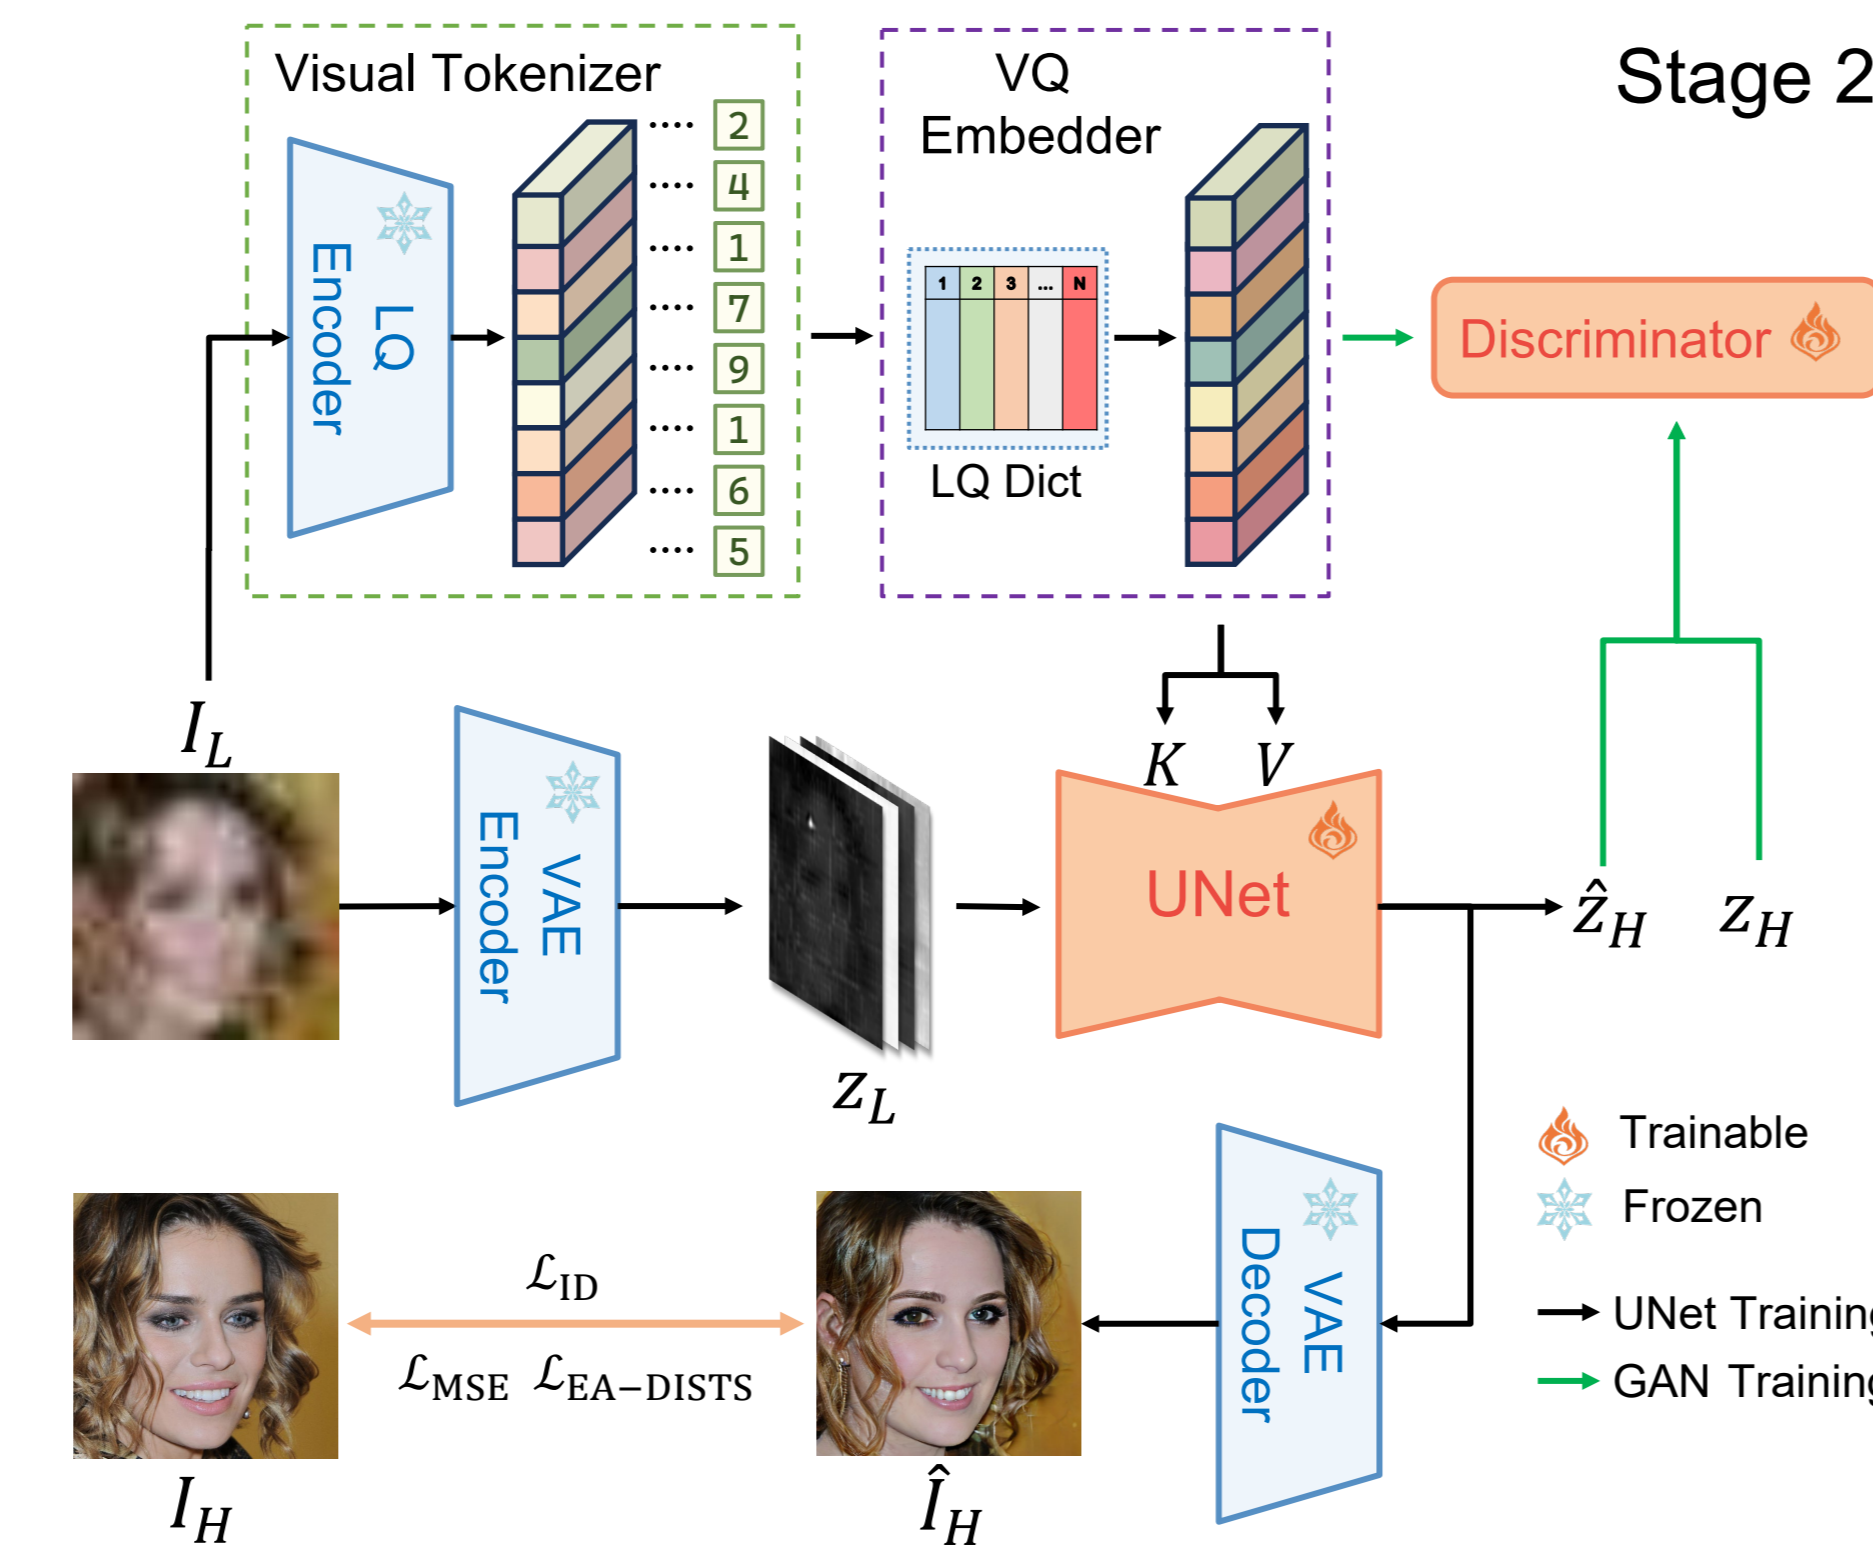 Stage 2
Visual Tokenizer
VQ
Embedder
LQ
Encoder
2
4
1
7
9
1
6
5
1 2 3 ... N
LQ Dict
Discriminator
I_L
K V
VAE
Encoder
UNet
z_L
ẑ_H z_H
Trainable
Frozen
UNet Training
GAN Training
VAE
Decoder
ℒ_ID
ℒ_MSE ℒ_EA−DISTS
I_H
Î_H